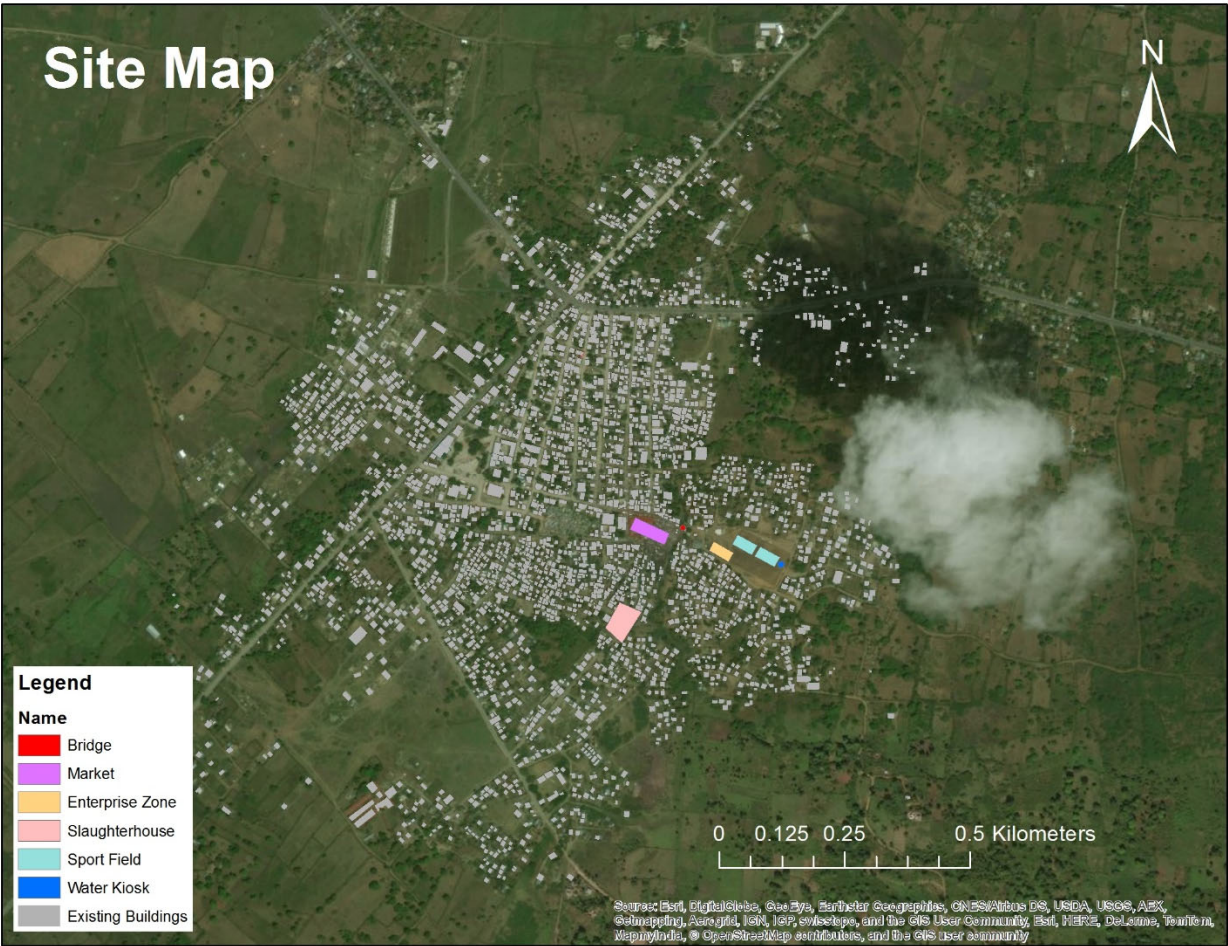 Site Map
N
Legend
Name
Bridge
Market
Enterprise Zone
Slaughterhouse
Sport Field
Water Kiosk
Existing Buildings
0 0.125 0.25 0.5 Kilometers
Source: Esri, DigitalGlobe, GeoEye, Earthstar Geographics, CNES/Airbus DS, USDA, USGS, AEX,
Getmapping, Aerogrid, IGN, IGP, swisstopo, and the GIS User Community, Esri, HERE, DeLorme, TomTom,
MapmyIndia, © OpenStreetMap contributors, and the GIS user community